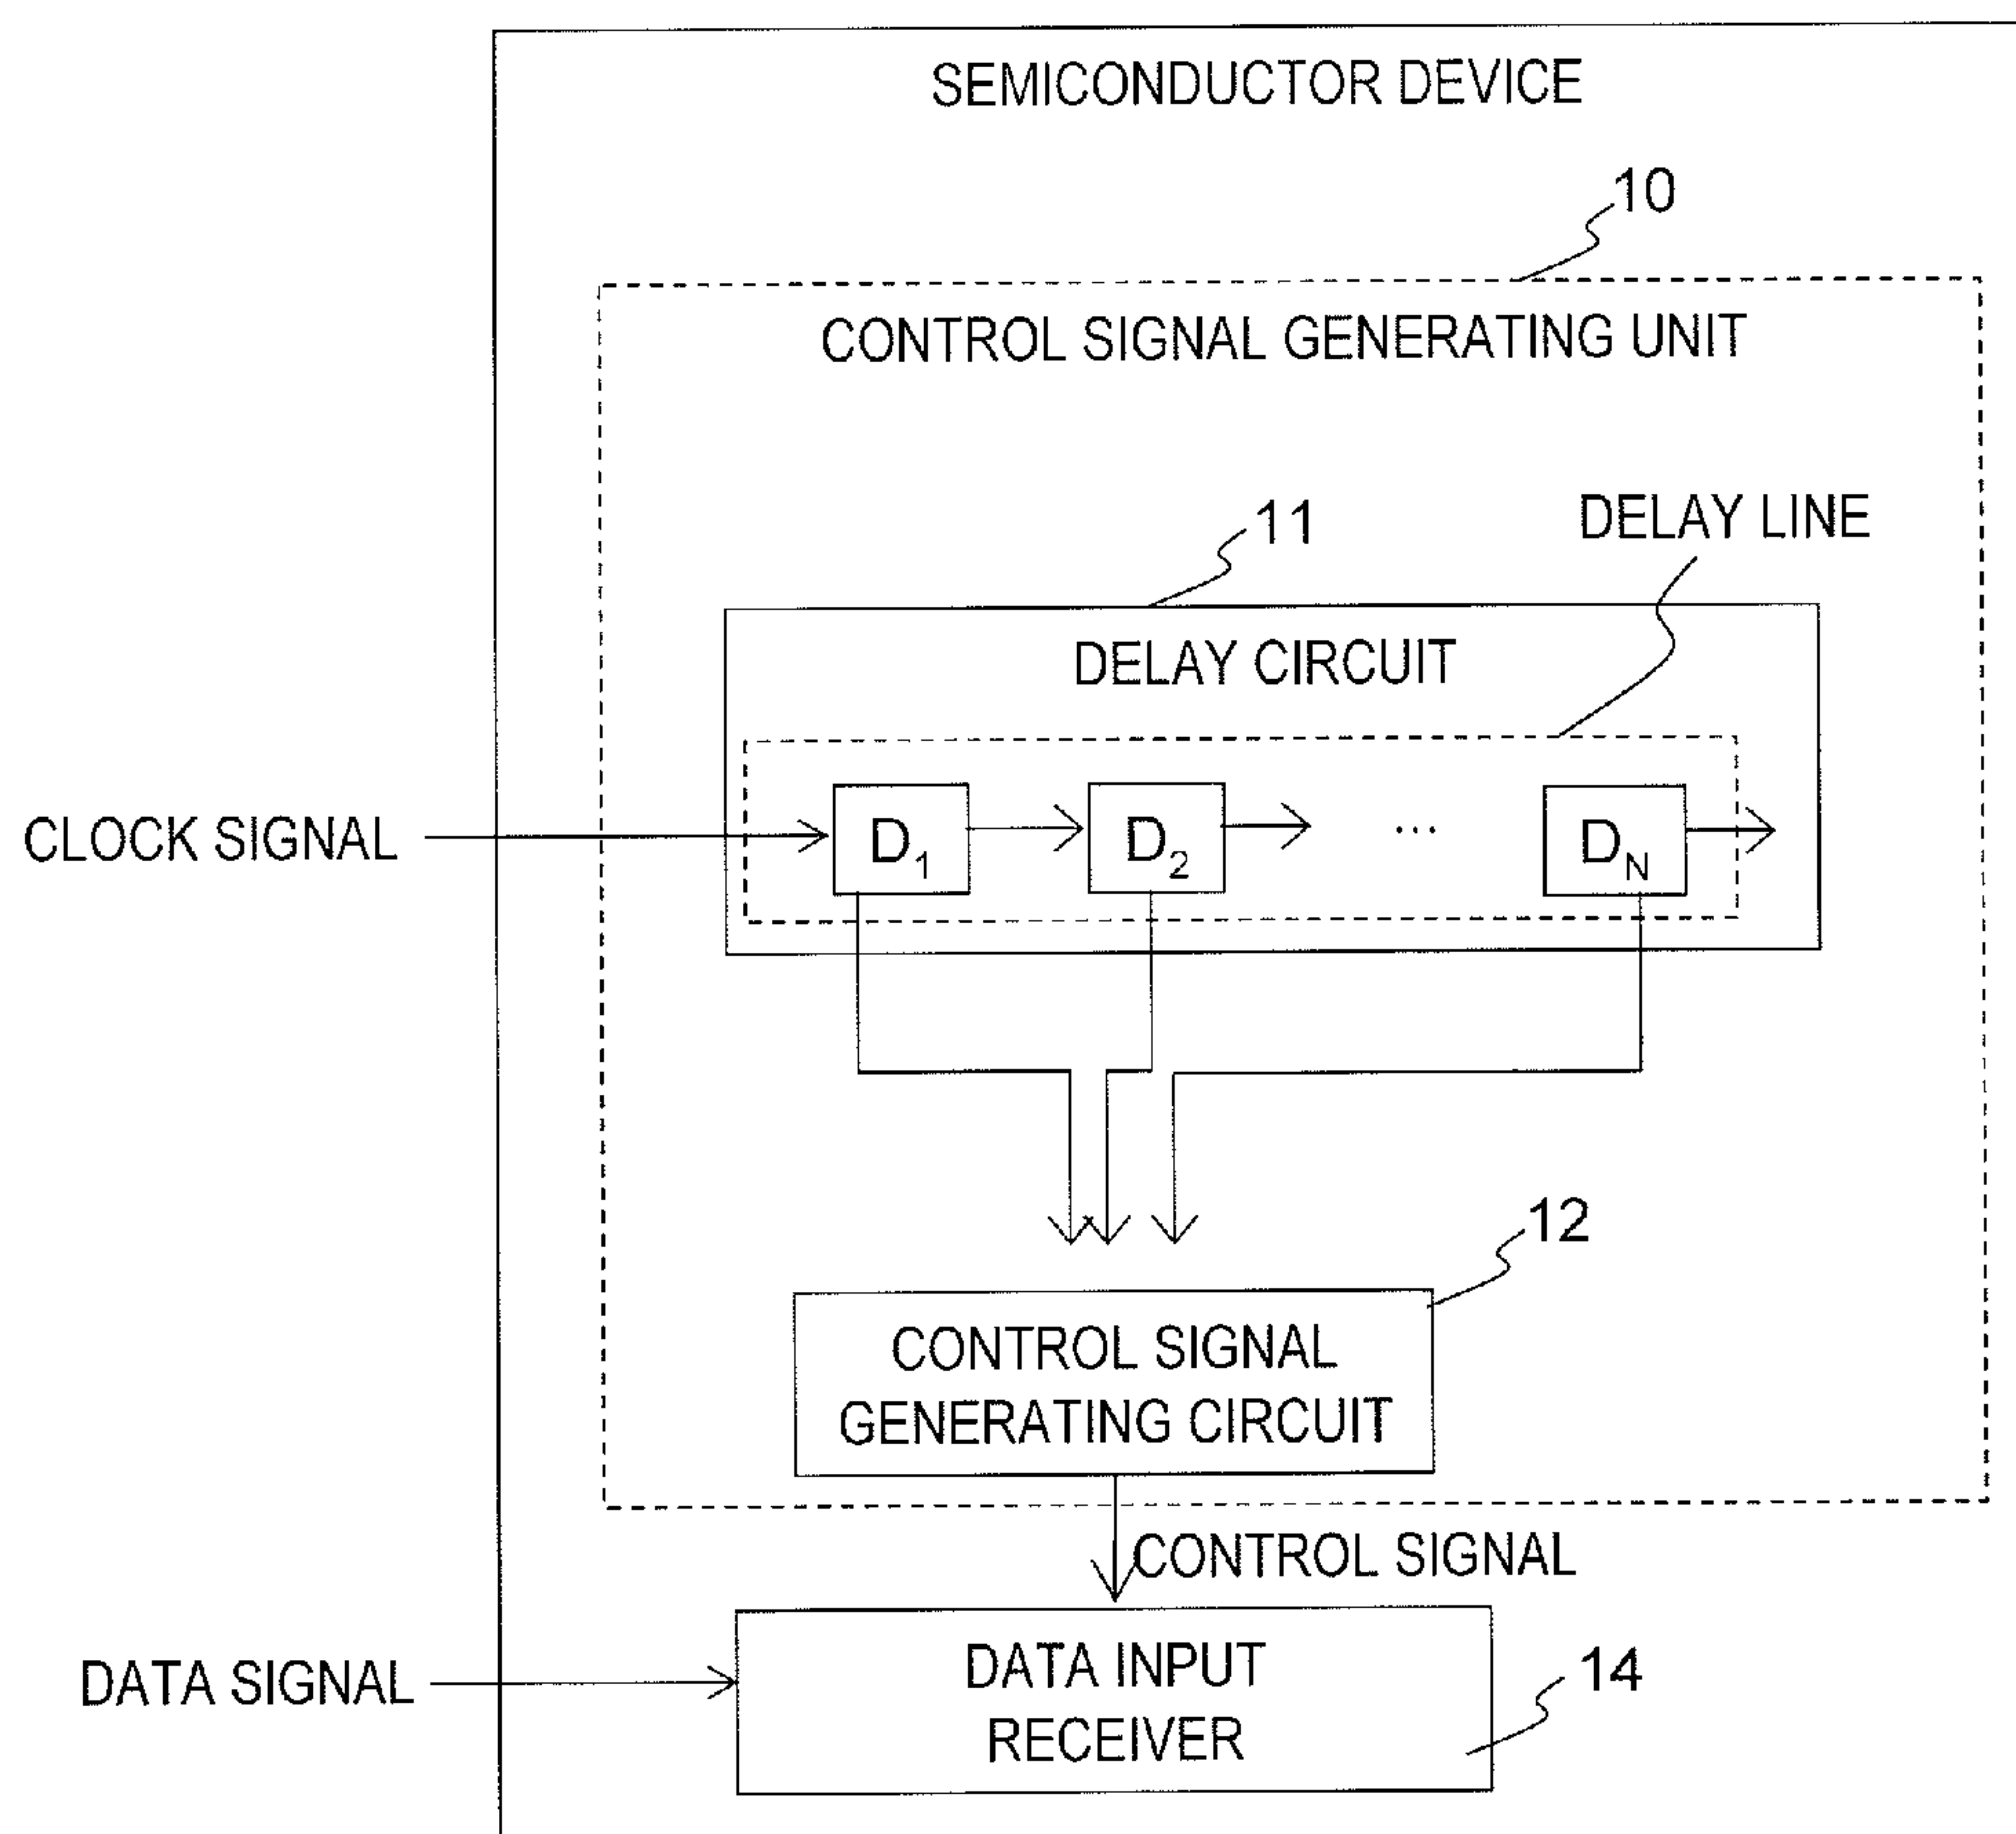 SEMICONDUCTOR DEVICE
10
CONTROL SIGNAL GENERATING UNIT
11
DELAY LINE
DELAY CIRCUIT
CLOCK SIGNAL
D1
D2
...
DN
12
CONTROL SIGNAL
GENERATING CIRCUIT
CONTROL SIGNAL
DATA SIGNAL
DATA INPUT
RECEIVER
14